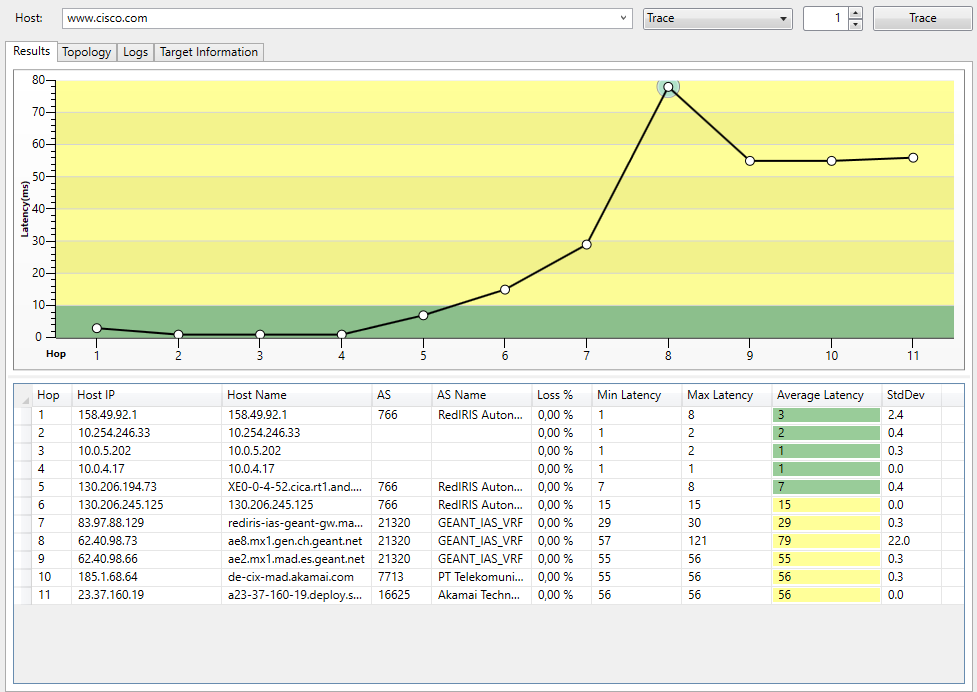 Host: www.cisco.com Trace 1 Trace
Results Topology Logs Target Information
80
70
60
50
40
30
20
10
0
Latency(ms)
Hop 1 2 3 4 5 6 7 8 9 10 11
Hop Host IP Host Name AS AS Name Loss % Min Latency Max Latency Average Latency StdDev
1 158.49.92.1 158.49.92.1 766 RedIRIS Auton... 0,00 % 1 8 3 2.4
2 10.254.246.33 10.254.246.33 0,00 % 1 2 2 0.4
3 10.0.5.202 10.0.5.202 0,00 % 1 2 1 0.3
4 10.0.4.17 10.0.4.17 0,00 % 1 1 1 0.0
5 130.206.194.73 XE0-0-4-52.cica.rt1.and.... 766 RedIRIS Auton... 0,00 % 7 8 7 0.4
6 130.206.245.125 130.206.245.125 766 RedIRIS Auton... 0,00 % 15 15 15 0.0
7 83.97.88.129 rediris-ias-geant-gw.ma... 21320 GEANT_IAS_VRF 0,00 % 29 30 29 0.3
8 62.40.98.73 ae8.mx1.gen.ch.geant.net 21320 GEANT_IAS_VRF 0,00 % 57 121 79 22.0
9 62.40.98.66 ae2.mx1.mad.es.geant.net 21320 GEANT_IAS_VRF 0,00 % 55 56 55 0.3
10 185.1.68.64 de-cix-mad.akamai.com 7713 PT Telekomuni... 0,00 % 55 56 56 0.3
11 23.37.160.19 a23-37-160-19.deploy.s... 16625 Akamai Techn... 0,00 % 56 56 56 0.0